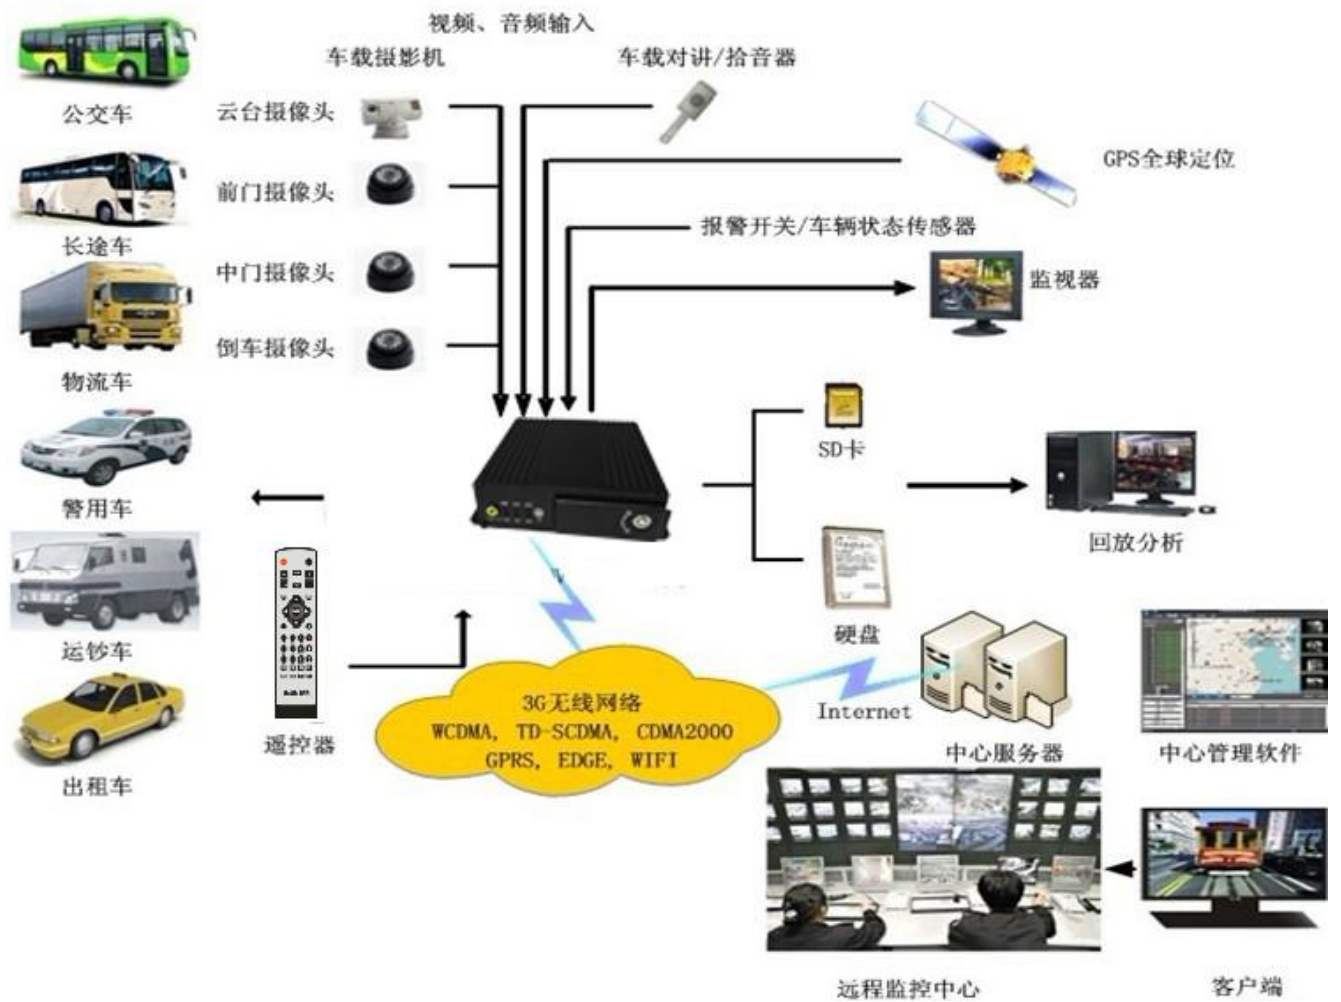 视频、音频输入
车载摄影机
车载对讲/拾音器
公交车
云台摄像头
GPS全球定位
前门摄像头
报警开关/车辆状态传感器
长途车
中门摄像头
监视器
倒车摄像头
物流车
SD卡
警用车
回放分析
硬盘
运钞车
3G无线网络
WCDMA, TD-SCDMA, CDMA2000
GPRS, EDGE, WIFI
Internet
遥控器
中心服务器
中心管理软件
出租车
远程监控中心
客户端